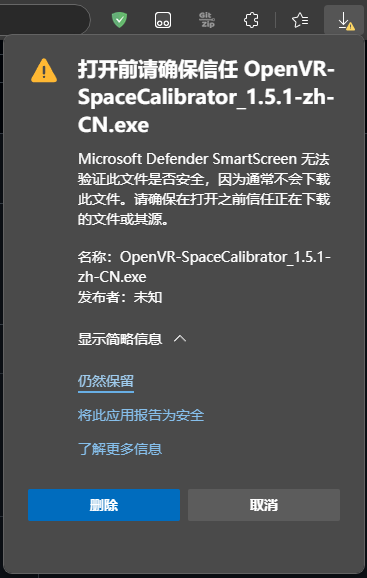 Git
Zip
打开前请确保信任 OpenVR-
SpaceCalibrator_1.5.1-zh-
CN.exe
Microsoft Defender SmartScreen 无法
验证此文件是否安全，因为通常不会下载
此文件。请确保在打开之前信任正在下载
的文件或其源。
名称：OpenVR-SpaceCalibrator_1.5.1-
zh-CN.exe
发布者：未知
显示简略信息
仍然保留
将此应用报告为安全
了解更多信息
删除
取消